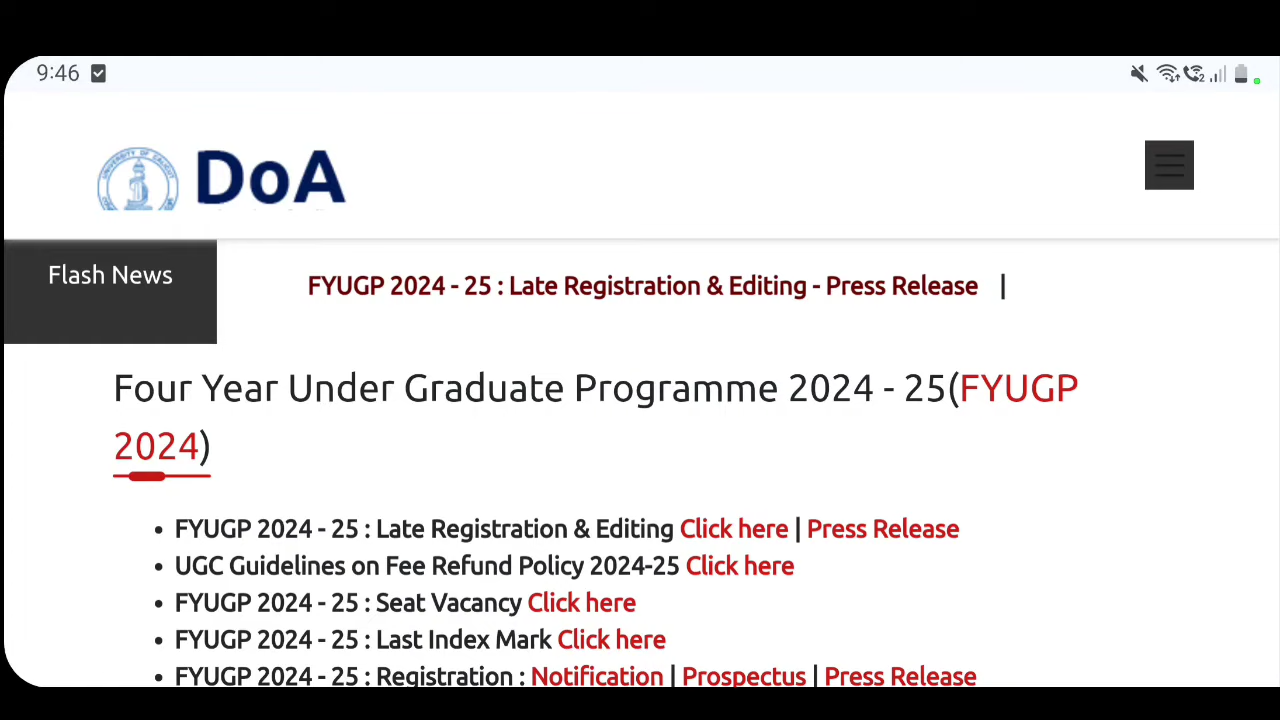 9:46
UNIVERSITY OF CALICUT
DoA
Flash News
FYUGP 2024 - 25 : Late Registration & Editing - Press Release |
Four Year Under Graduate Programme 2024 - 25(FYUGP
2024)
• FYUGP 2024 - 25 : Late Registration & Editing Click here | Press Release
• UGC Guidelines on Fee Refund Policy 2024-25 Click here
• FYUGP 2024 - 25 : Seat Vacancy Click here
• FYUGP 2024 - 25 : Last Index Mark Click here
• FYUGP 2024 - 25 : Registration : Notification | Prospectus | Press Release